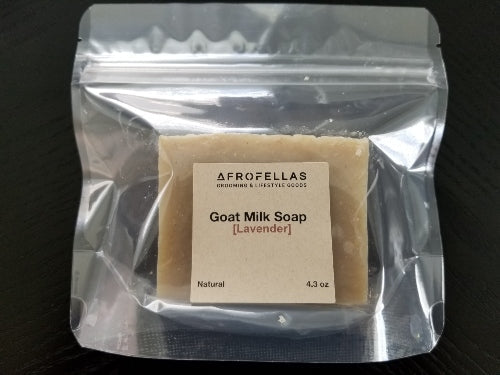 AFROFELLAS
GROOMING & LIFESTYLE GOODS
Goat Milk Soap
[Lavender]
Natural 4.3 oz